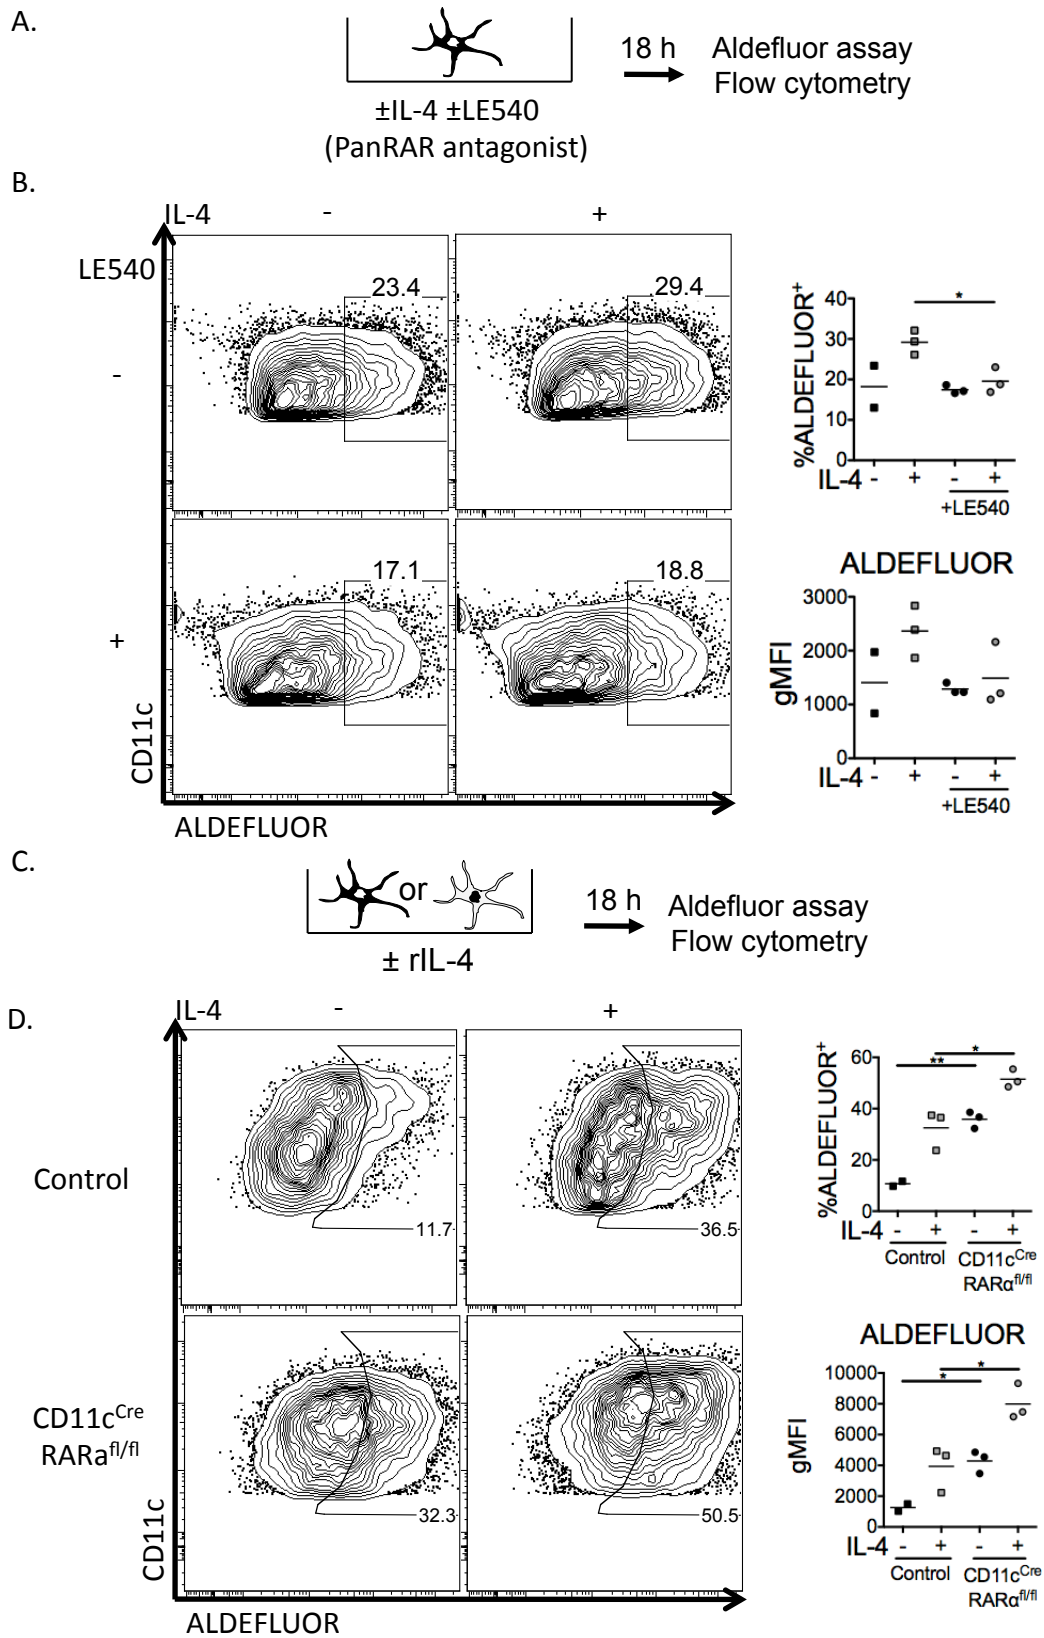 A.
18 h
Aldefluor assay
Flow cytometry
±IL-4 ±LE540
(PanRAR antagonist)
B.
IL-4 - +
LE540
-
+
23.4
29.4
17.1
18.8
CD11c
ALDEFLUOR
%ALDEFLUOR+
40
30
20
10
0
*
IL-4 - + - +
+LE540
ALDEFLUOR
gMFI
3000
2000
1000
0
IL-4 - + - +
+LE540
C.
or
± rIL-4
18 h
Aldefluor assay
Flow cytometry
D.
IL-4 - +
Control
11.7
36.5
CD11cCre
RARafl/fl
32.3
50.5
CD11c
ALDEFLUOR
%ALDEFLUOR+
60
40
20
0
**
*
IL-4 - + - +
Control
CD11cCre
RARαfl/fl
ALDEFLUOR
gMFI
10000
8000
6000
4000
2000
0
*
*
IL-4 - + - +
Control
CD11cCre
RARαfl/fl